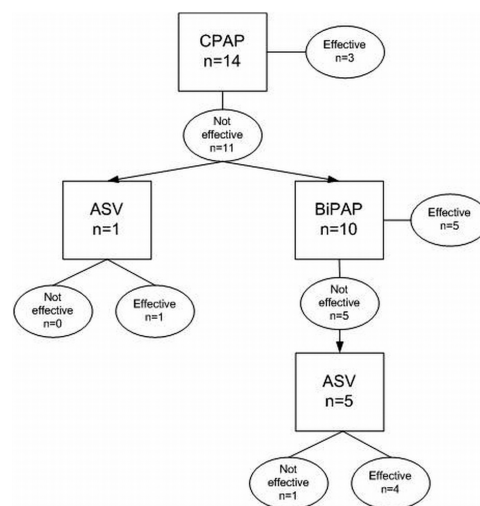 CPAP
n=14
Effective
n=3
Not
effective
n=11
ASV
n=1
BiPAP
n=10
Effective
n=5
Not
effective
n=0
Effective
n=1
Not
effective
n=5
ASV
n=5
Not
effective
n=1
Effective
n=4